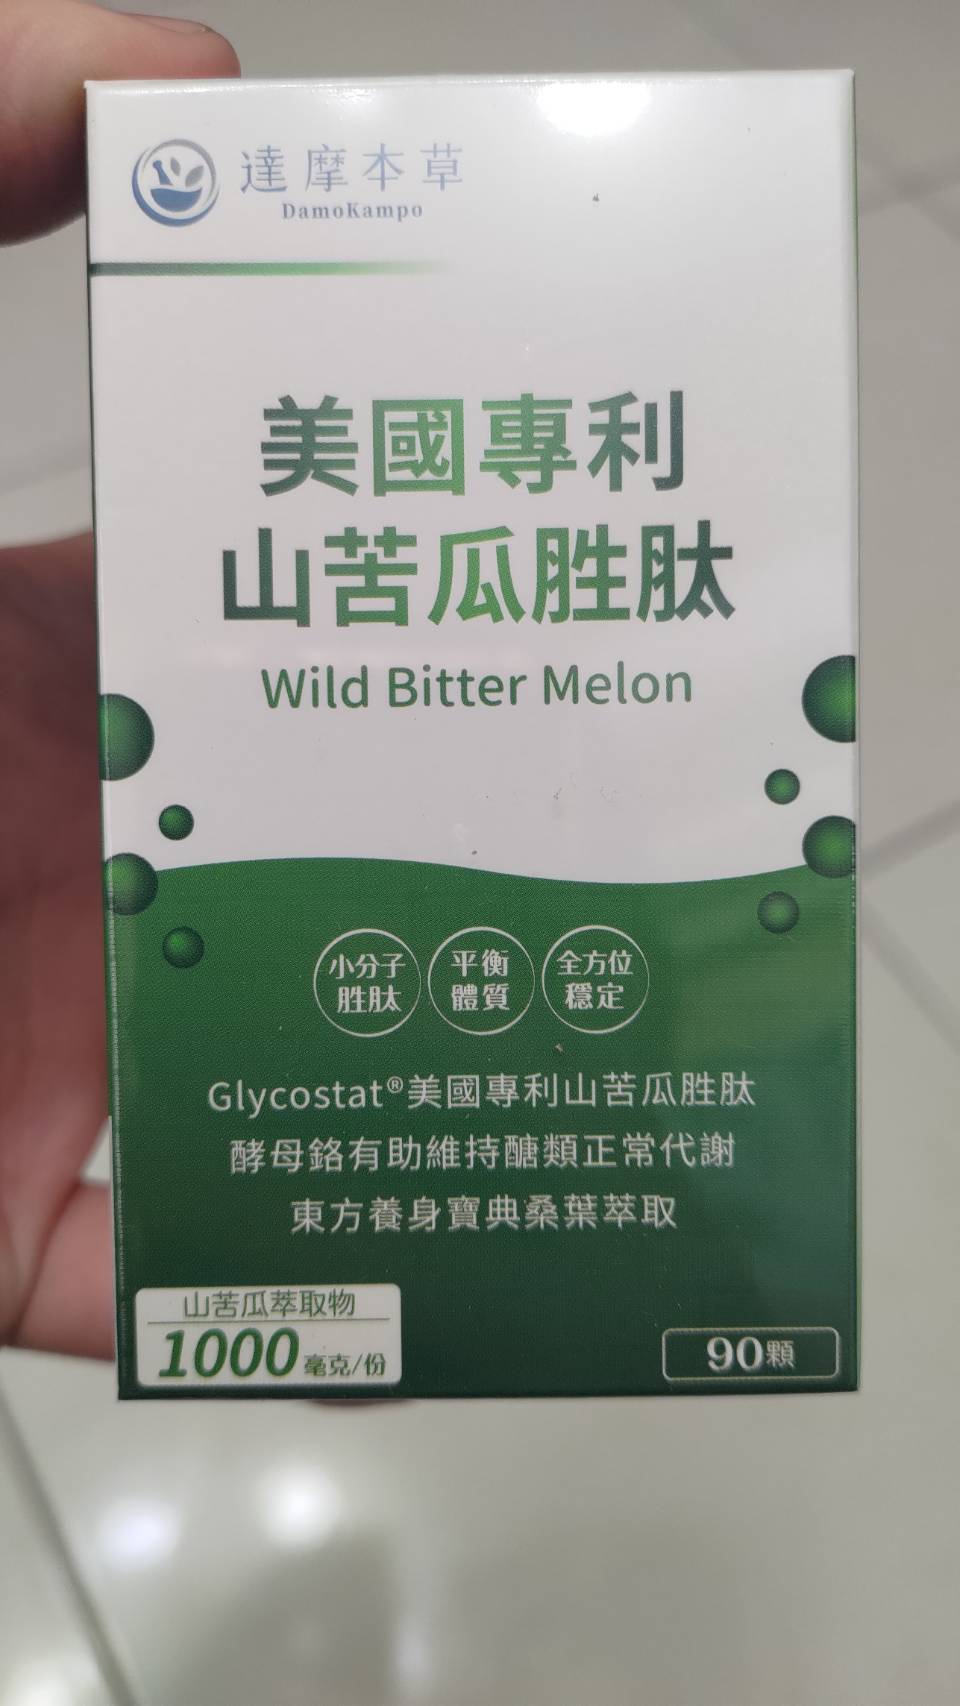 達摩本草
DamoKampo
美國專利
山苦瓜胜肽
Wild Bitter Melon
小分子
胜肽
平衡
體質
全方位
穩定
Glycostat®美國專利山苦瓜胜肽
酵母鉻有助維持醣類正常代謝
東方養身寶典桑葉萃取
山苦瓜萃取物
1000毫克/份
90顆